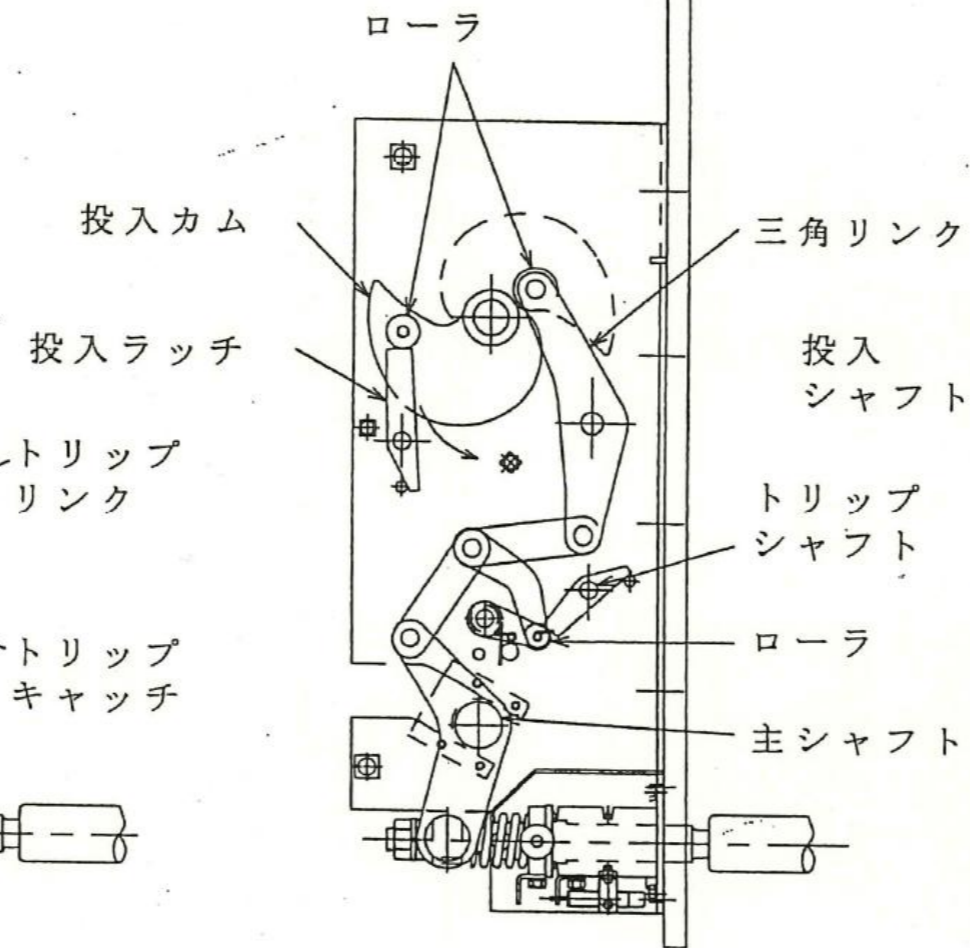 ローラ
投入カム
三角リンク
投入ラッチ
投入
シャフト
トリップ
リンク
トリップ
シャフト
トリップ
キャッチ
ローラ
主シャフト